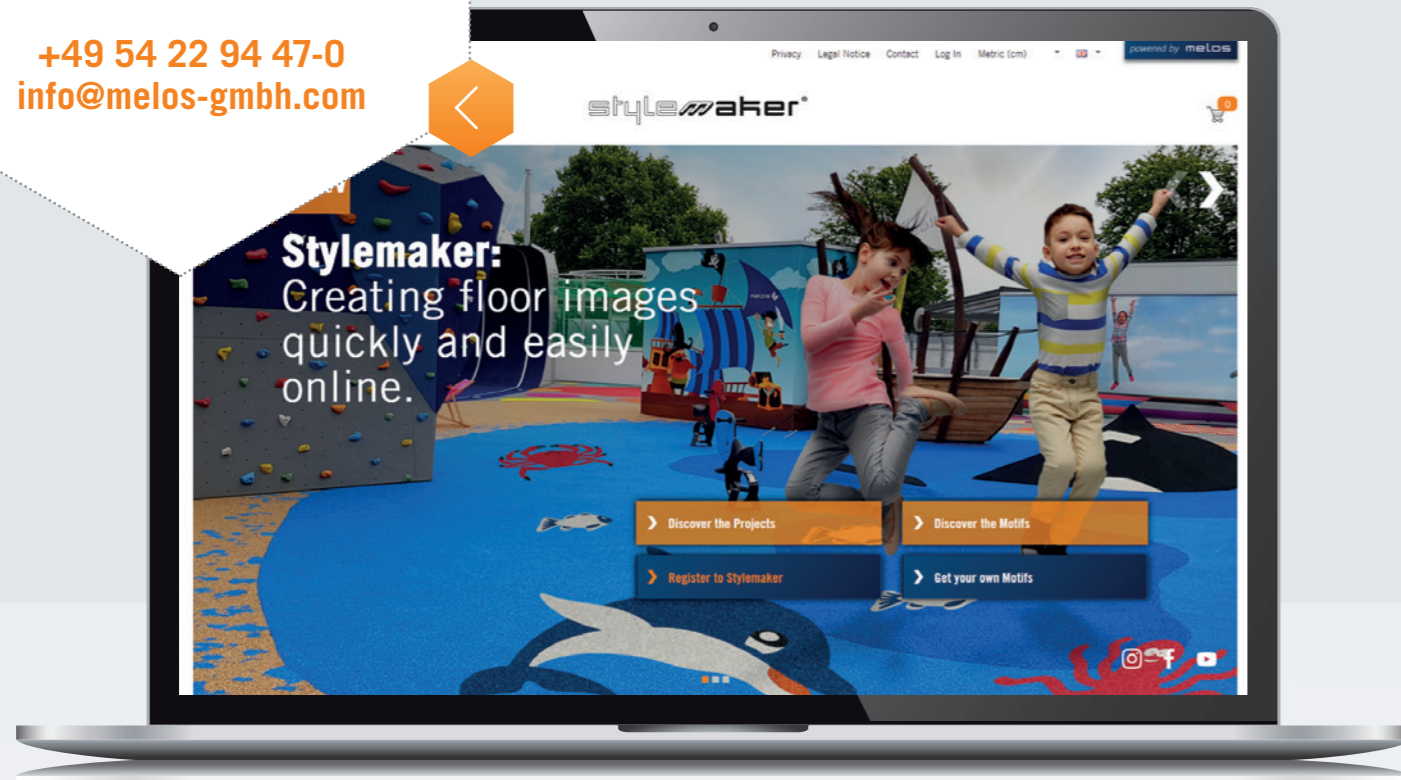 +49 54 22 94 47-0
info@melos-gmbh.com
Privacy Legal Notice Contact Log In Metric (cm)
powered by melos
stylemaker®
0
Stylemaker:
Creating floor images
quickly and easily
online.
melos
Discover the Projects
Discover the Motifs
Register to Stylemaker
Get your own Motifs